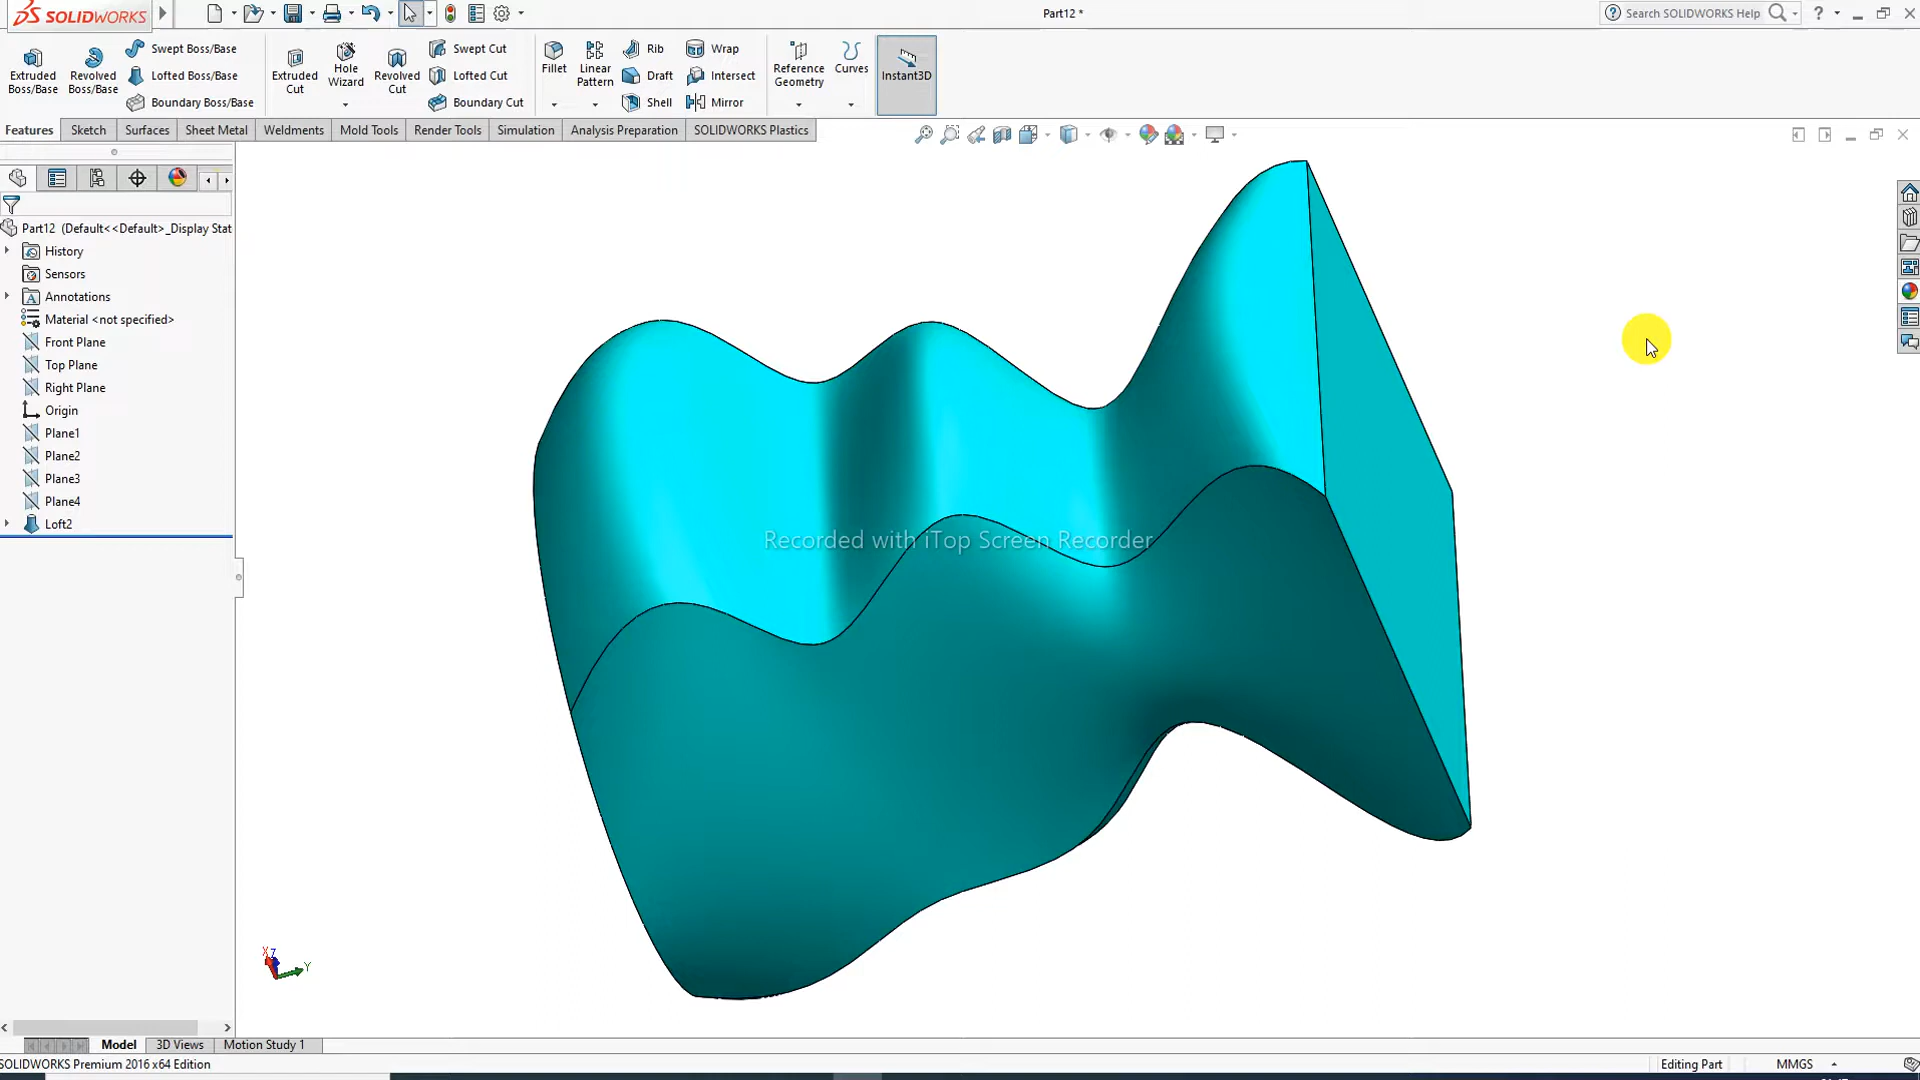 SOLIDWORKS
Part12 *
Search SOLIDWORKS Help
?
Extruded Boss/Base
Revolved Boss/Base
Swept Boss/Base
Lofted Boss/Base
Boundary Boss/Base
Extruded Cut
Hole Wizard
Revolved Cut
Swept Cut
Lofted Cut
Boundary Cut
Fillet
Linear Pattern
Rib
Draft
Shell
Wrap
Intersect
Mirror
Reference Geometry
Curves
Instant3D
Features
Sketch
Surfaces
Sheet Metal
Weldments
Mold Tools
Render Tools
Simulation
Analysis Preparation
SOLIDWORKS Plastics
Part12 (Default<<Default>_Display Stat
History
Sensors
Annotations
Material <not specified>
Front Plane
Top Plane
Right Plane
Origin
Plane1
Plane2
Plane3
Plane4
Loft2
Recorded with iTop Screen Recorder
X Z Y
Model
3D Views
Motion Study 1
SOLIDWORKS Premium 2016 x64 Edition
Editing Part
MMGS